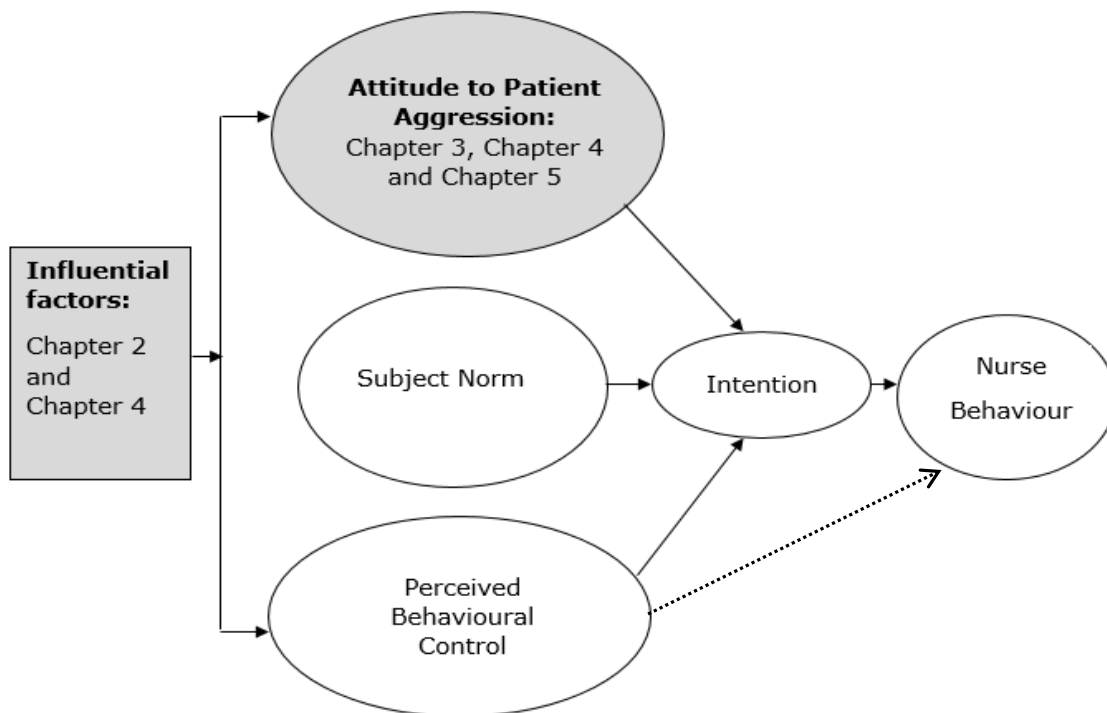 Attitude to Patient
Aggression:
Chapter 3, Chapter 4
and Chapter 5
Influential
factors:
Chapter 2
and
Chapter 4
Subject Norm
Intention
Nurse
Behaviour
Perceived
Behavioural
Control